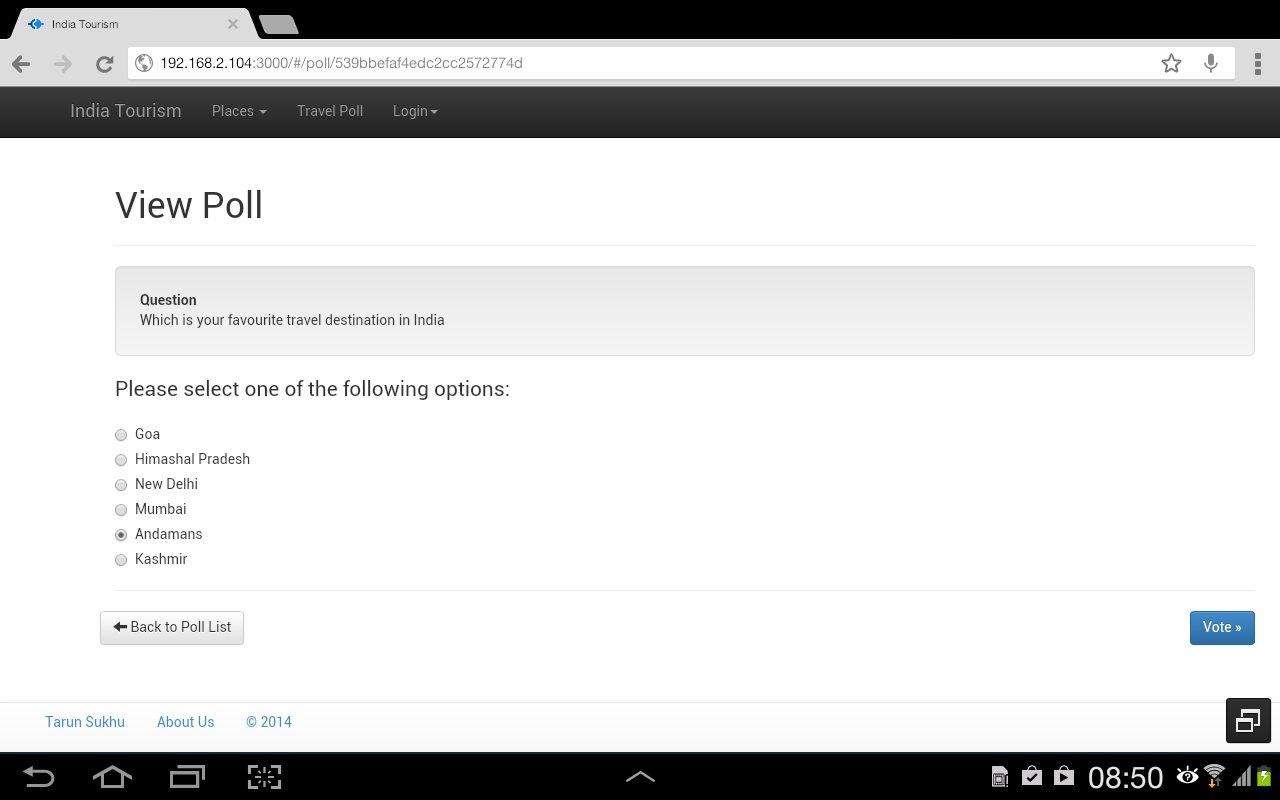 India Tourism
192.168.2.104:3000/#/poll/539bbefaf4edc2cc2572774d
India Tourism Places Travel Poll Login
View Poll
Question
Which is your favourite travel destination in India
Please select one of the following options:
Goa
Himashal Pradesh
New Delhi
Mumbai
Andamans
Kashmir
Back to Poll List Vote »
Tarun Sukhu About Us © 2014
08:50